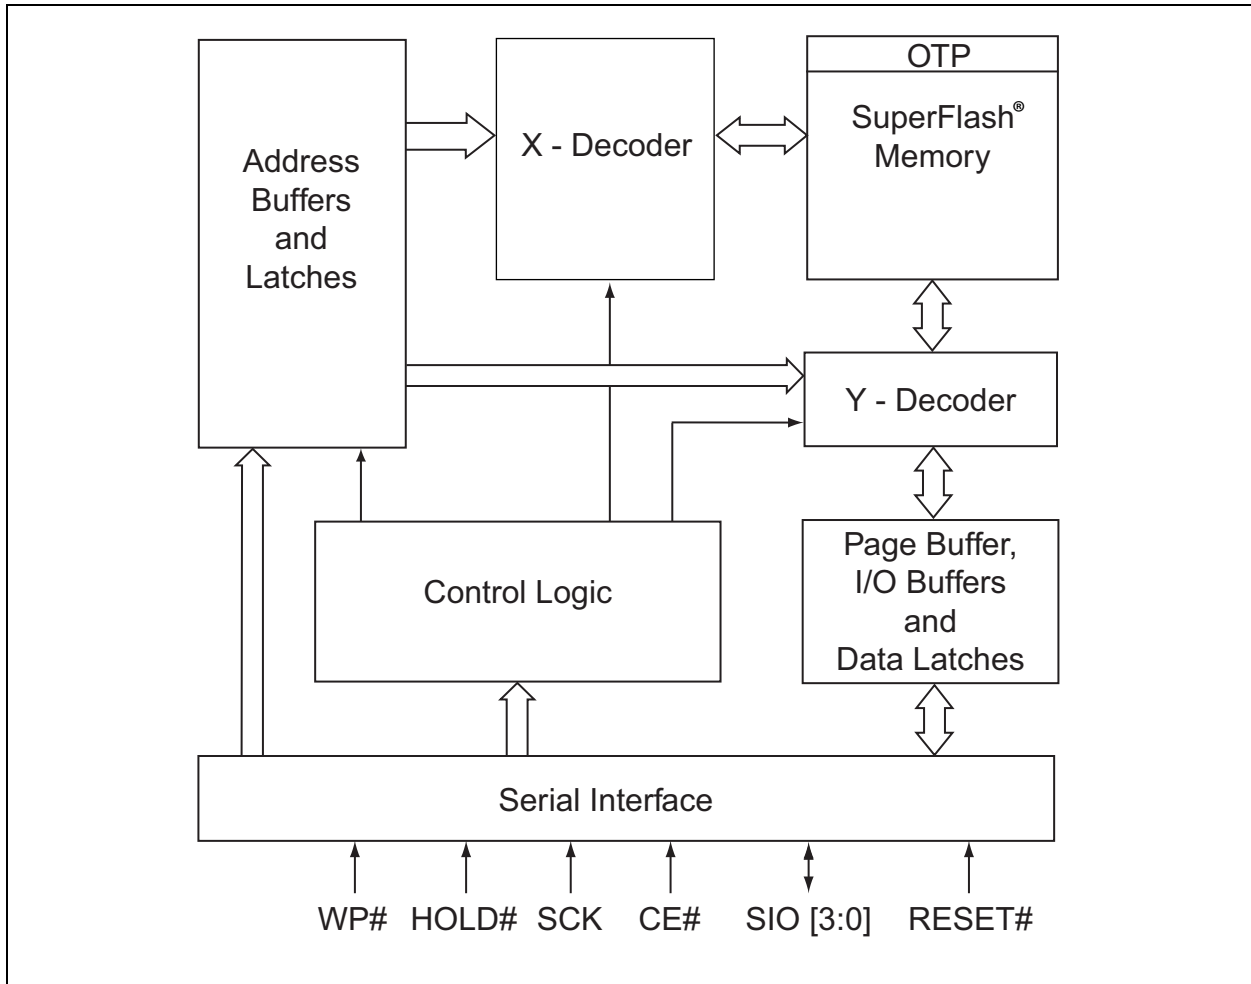 OTP
SuperFlash®
Memory
X - Decoder
Address
Buffers
and
Latches
Y - Decoder
Page Buffer,
I/O Buffers
and
Data Latches
Control Logic
Serial Interface
WP# HOLD# SCK CE# SIO [3:0] RESET#